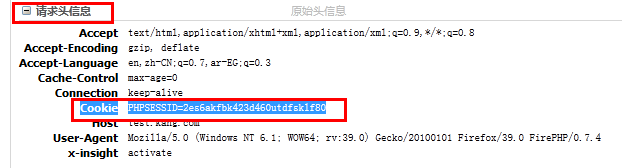 请求头信息 原始头信息
Accept text/html,application/xhtml+xml,application/xml;q=0.9,*/*;q=0.8
Accept-Encoding gzip, deflate
Accept-Language en,zh-CN;q=0.7,ar-EG;q=0.3
Cache-Control max-age=0
Connection keep-alive
Cookie PHPSESSID=2es6akfbk423d460utdfsklf80
Host test.kang.com
User-Agent Mozilla/5.0 (Windows NT 6.1; WOW64; rv:39.0) Gecko/20100101 Firefox/39.0 FirePHP/0.7.4
x-insight activate